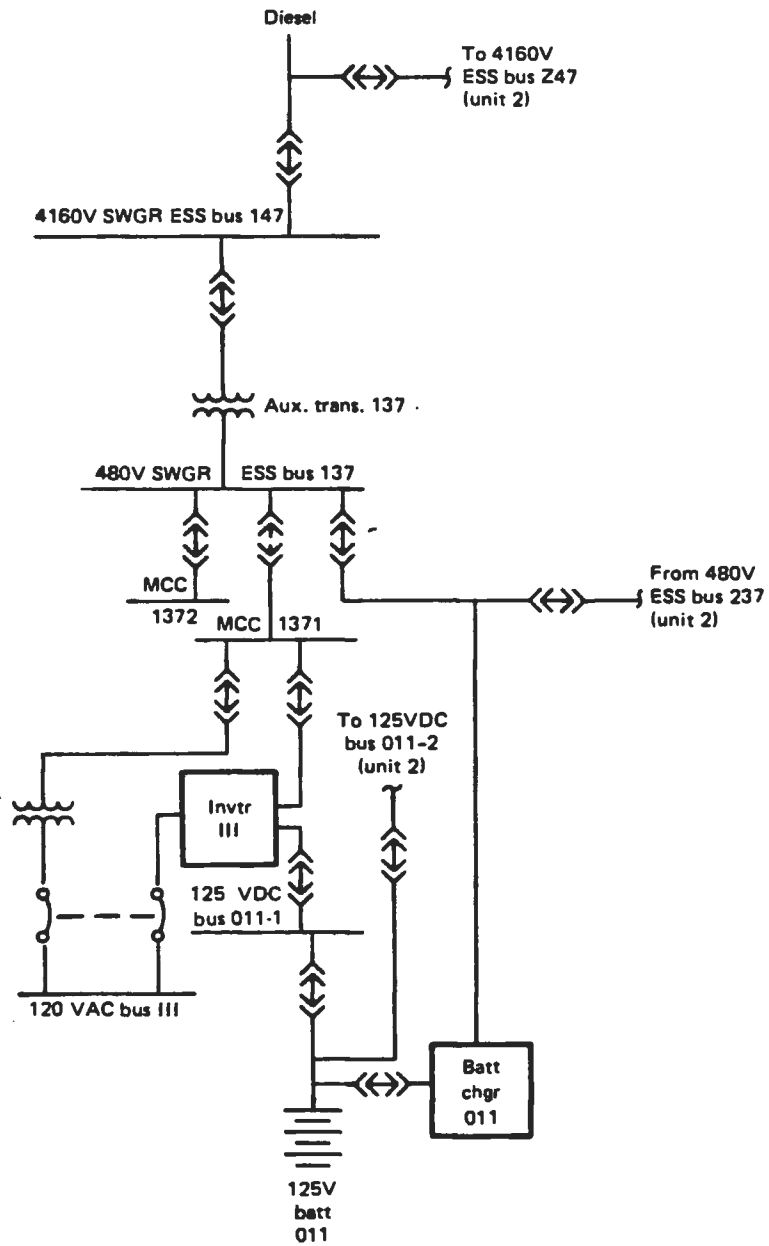 Diesel
To 4160V
ESS bus Z47
(unit 2)
4160V SWGR ESS bus 147
Aux. trans. 137
480V SWGR ESS bus 137
MCC
1372
MCC 1371
From 480V
ESS bus 237
(unit 2)
To 125VDC
bus 011-2
(unit 2)
Invtr
III
125 VDC
bus 011-1
120 VAC bus III
Batt
chgr
011
125V
batt
011